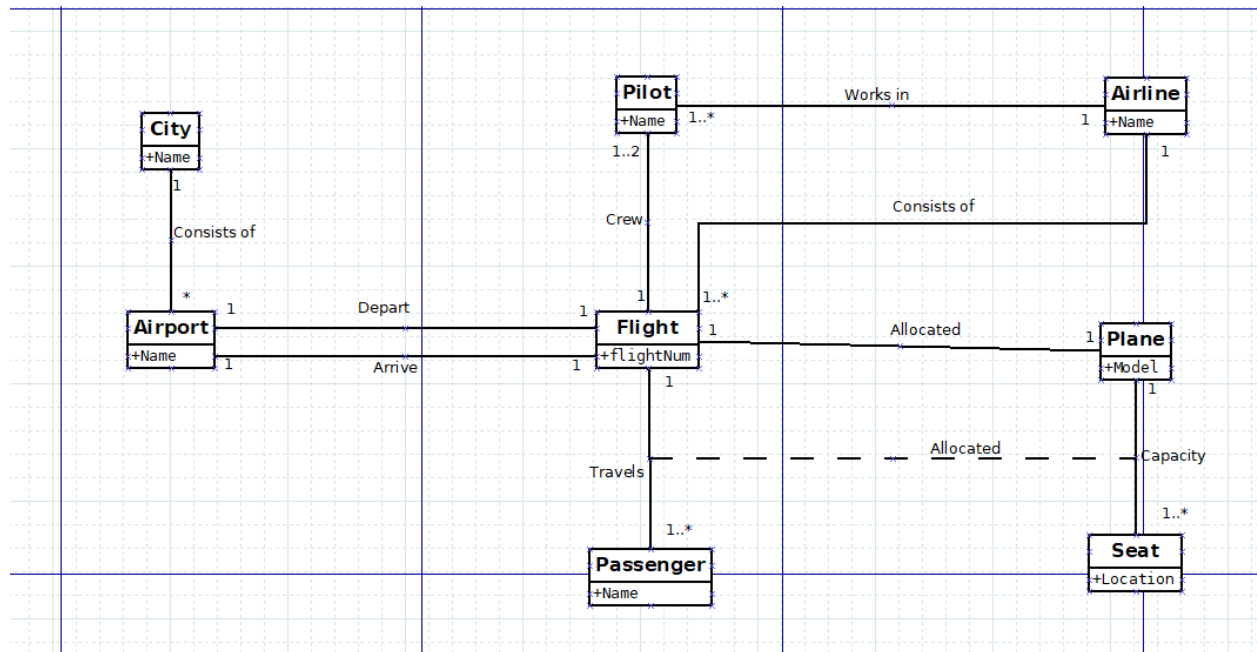 Pilot
+Name
Works in
1..*
1
Airline
+Name
1
City
+Name
1
1..2
Crew
Consists of
Consists of
*
1
1..*
Airport
+Name
1
Depart
1
1
Arrive
1
Flight
+flightNum
1
Allocated
1
Plane
+Model
1
1
Travels
Allocated
Capacity
1..*
1..*
Passenger
+Name
Seat
+Location